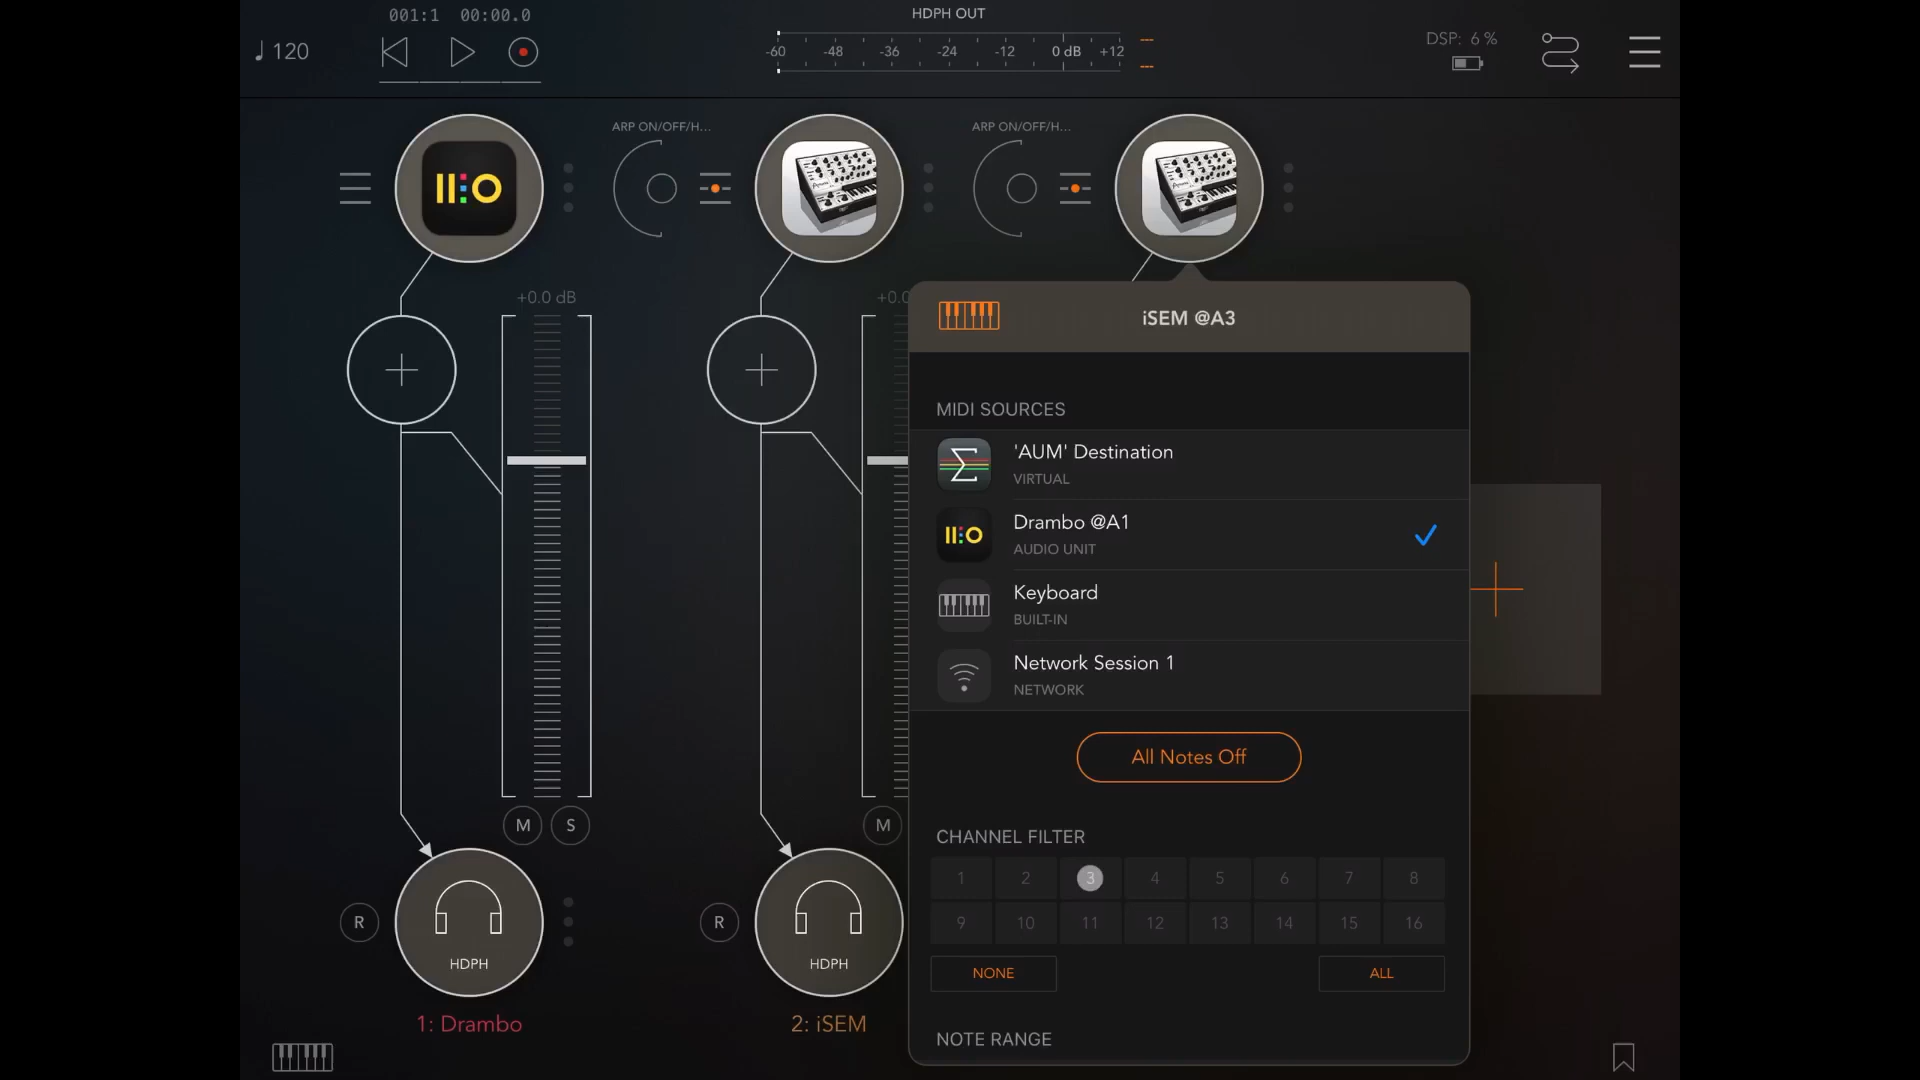 001:1 00:00.0
120
HDPH OUT
-60 -48 -36 -24 -12 0 dB +12
DSP: 6 %
ARP ON/OFF/H...
ARP ON/OFF/H...
+0.0 dB
+0.0
iSEM @A3
MIDI SOURCES
'AUM' Destination
VIRTUAL
Drambo @A1
AUDIO UNIT
Keyboard
BUILT-IN
Network Session 1
NETWORK
All Notes Off
CHANNEL FILTER
1 2 3 4 5 6 7 8
9 10 11 12 13 14 15 16
NONE ALL
NOTE RANGE
M S
M
R
HDPH
R
HDPH
1: Drambo
2: iSEM